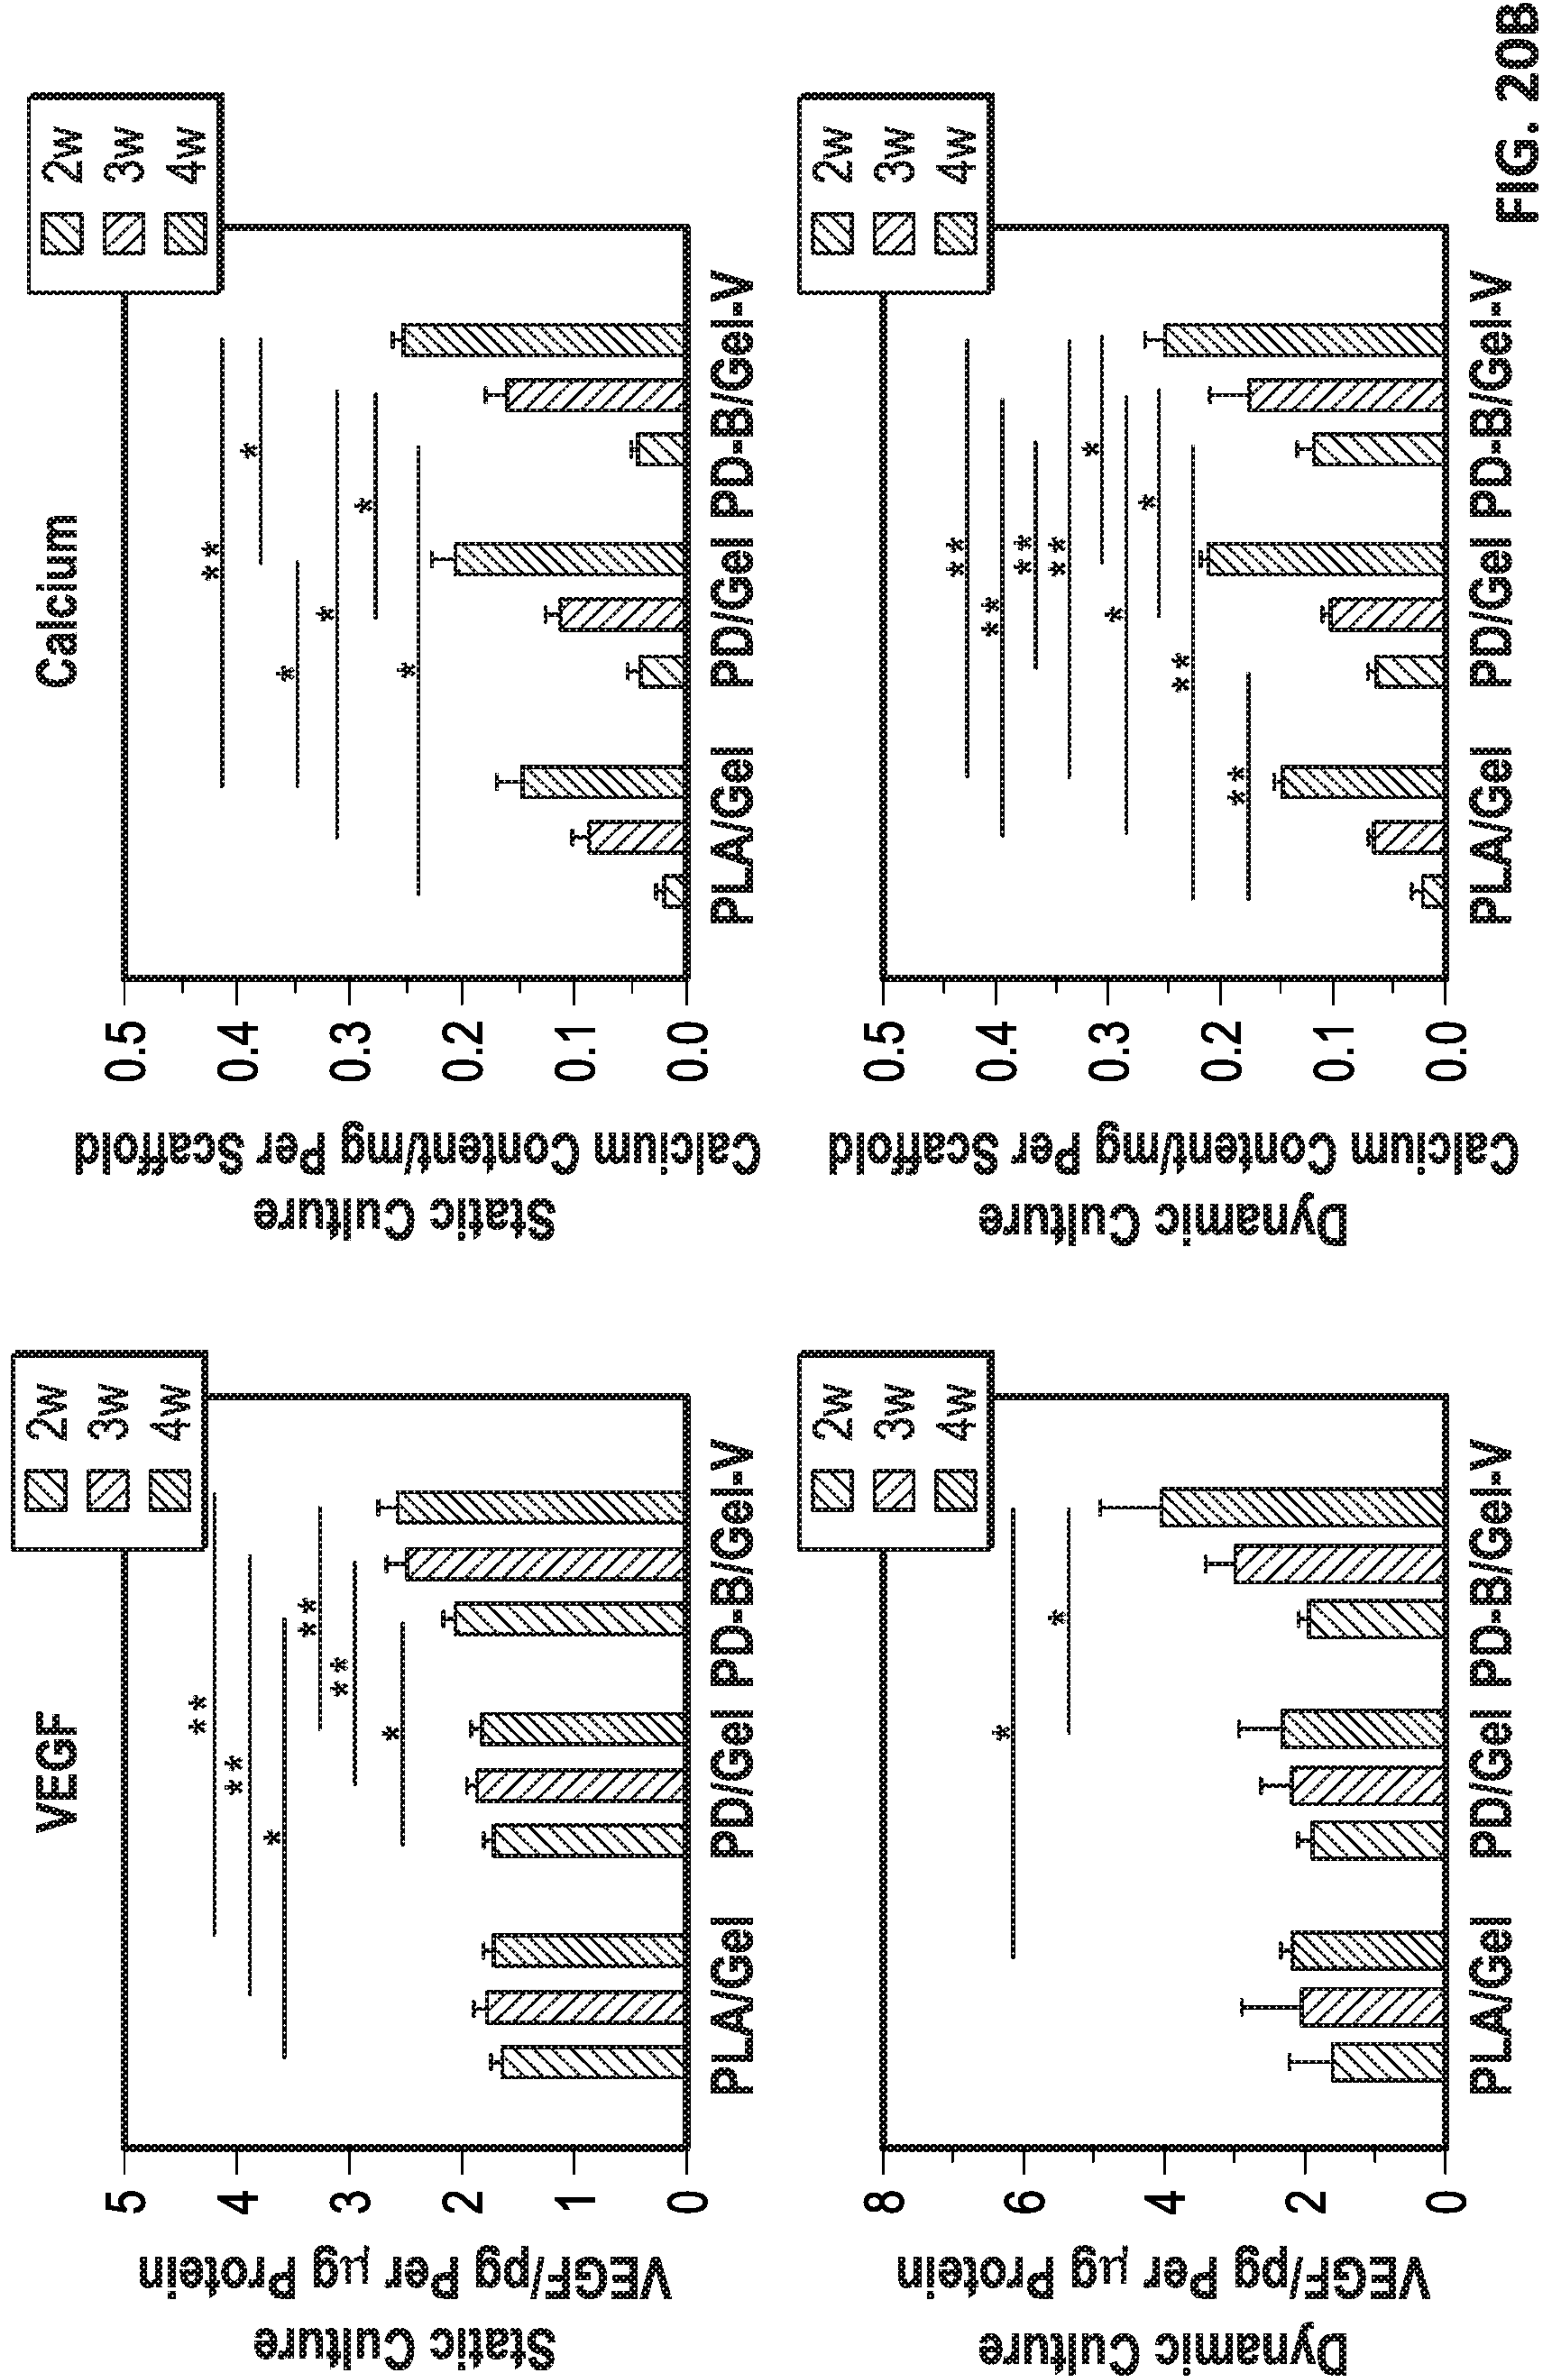 VEGF
Static Culture
VEGF/pg Per μg Protein
5
4
3
2
1
0
2w
3w
4w
**
**
*
**
**
*
PLA/Gel PD/Gel PD-B/Gel-V
Calcium
Static Culture
Calcium Content/mg Per Scaffold
0.5
0.4
0.3
0.2
0.1
0.0
2w
3w
4w
**
*
*
*
*
*
PLA/Gel PD/Gel PD-B/Gel-V
Dynamic Culture
VEGF/pg Per μg Protein
8
6
4
2
0
2w
3w
4w
*
*
PLA/Gel PD/Gel PD-B/Gel-V
Dynamic Culture
Calcium Content/mg Per Scaffold
0.5
0.4
0.3
0.2
0.1
0.0
2w
3w
4w
**
**
**
**
*
*
*
**
**
PLA/Gel PD/Gel PD-B/Gel-V
FIG. 20B